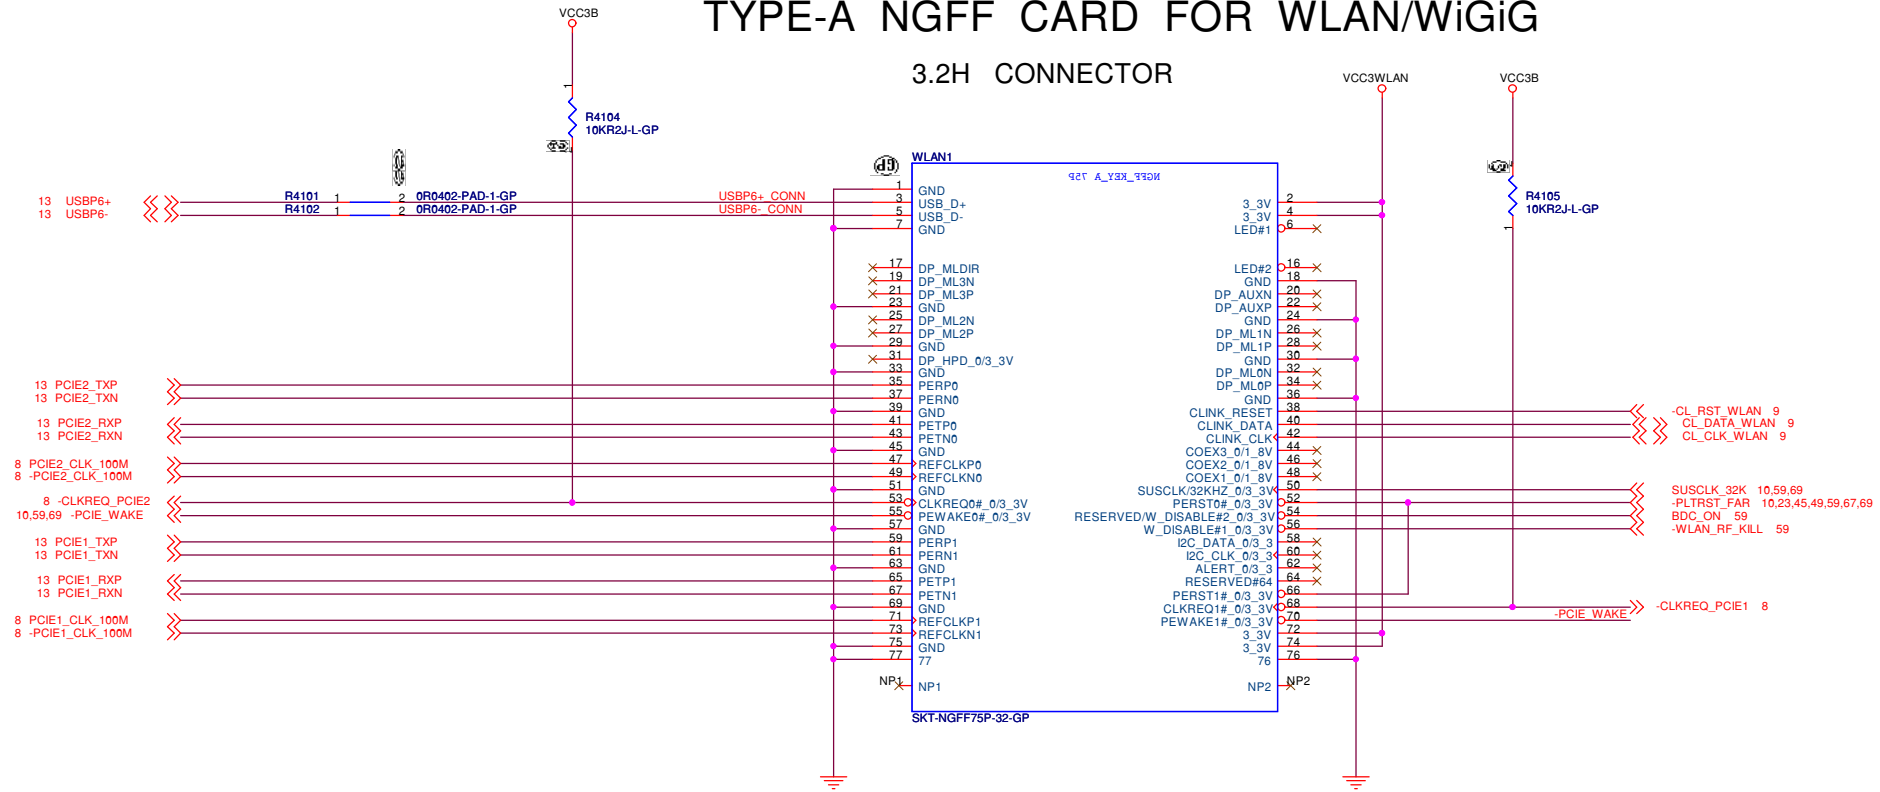 TYPE-A NGFF CARD FOR WLAN/WiGiG
3.2H CONNECTOR
VCC3B
1
R4104
10KR2J-L-GP
VCC3WLAN
VCC3B
R4105
10KR2J-L-GP
1
13 USBP6+
13 USBP6-
R4101 1 2 0R0402-PAD-1-GP
R4102 1 2 0R0402-PAD-1-GP
USBP6+_CONN
USBP6-_CONN
GP
WLAN1
NGFF_KEY_A 75P
1 GND
3 USB_D+
5 USB_D-
7 GND
17 DP_MLDIR
19 DP_ML3N
21 DP_ML3P
23 GND
25 DP_ML2N
27 DP_ML2P
29 GND
31 DP_HPD_0/3_3V
33 GND
35 PERP0
37 PERN0
39 GND
41 PETP0
43 PETN0
45 GND
47 REFCLKP0
49 REFCLKN0
51 GND
53 CLKREQ0#_0/3_3V
55 PEWAKE0#_0/3_3V
57 GND
59 PERP1
61 PERN1
63 GND
65 PETP1
67 PETN1
69 GND
71 REFCLKP1
73 REFCLKN1
75 GND
77 77
NP1 NP1
3_3V 2
3_3V 4
LED#1 6
LED#2 16
GND 18
DP_AUXN 20
DP_AUXP 22
GND 24
DP_ML1N 26
DP_ML1P 28
GND 30
DP_ML0N 32
DP_ML0P 34
GND 36
CLINK_RESET 38
CLINK_DATA 40
CLINK_CLK 42
COEX3_0/1_8V 44
COEX2_0/1_8V 46
COEX1_0/1_8V 48
SUSCLK/32KHZ_0/3_3V 50
PERST0#_0/3_3V 52
RESERVED/W_DISABLE#2_0/3_3V 54
W_DISABLE#1_0/3_3V 56
I2C_DATA_0/3_3 58
I2C_CLK_0/3_3 60
ALERT_0/3_3 62
RESERVED#64 64
PERST1#_0/3_3V 66
CLKREQ1#_0/3_3V 68
PEWAKE1#_0/3_3V 70
3_3V 72
3_3V 74
76 76
NP2 NP2
SKT-NGFF75P-32-GP
13 PCIE2_TXP
13 PCIE2_TXN
13 PCIE2_RXP
13 PCIE2_RXN
8 PCIE2_CLK_100M
8 -PCIE2_CLK_100M
8 -CLKREQ_PCIE2
10,59,69 -PCIE_WAKE
13 PCIE1_TXP
13 PCIE1_TXN
13 PCIE1_RXP
13 PCIE1_RXN
8 PCIE1_CLK_100M
8 -PCIE1_CLK_100M
-CL_RST_WLAN 9
CL_DATA_WLAN 9
CL_CLK_WLAN 9
SUSCLK_32K 10,59,69
-PLTRST_FAR 10,23,45,49,59,67,69
BDC_ON 59
-WLAN_RF_KILL 59
-CLKREQ_PCIE1 8
-PCIE_WAKE